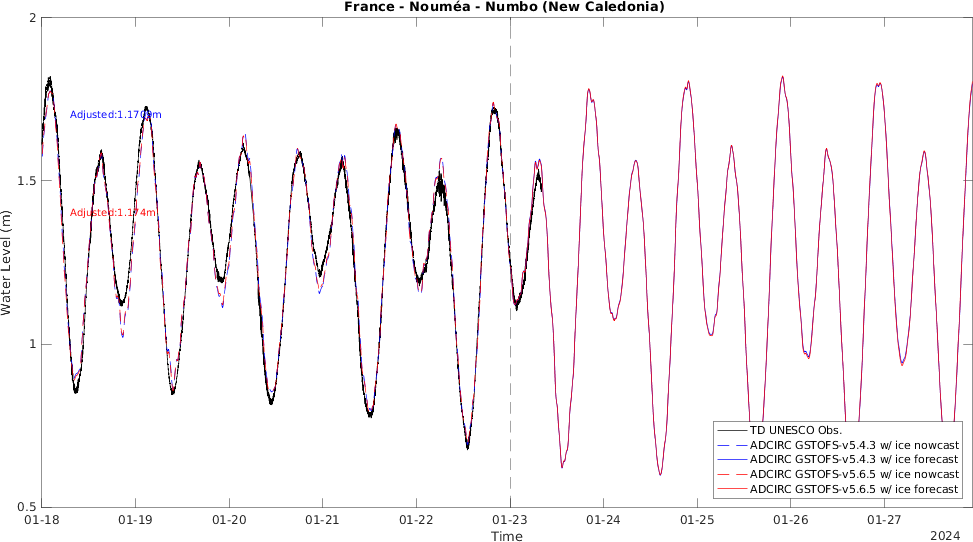 France - Nouméa - Numbo (New Caledonia)
2
Adjusted:1.1709m
1.5
Adjusted:1.174m
Water Level (m)
1
TD UNESCO Obs.
ADCIRC GSTOFS-v5.4.3 w/ ice nowcast
ADCIRC GSTOFS-v5.4.3 w/ ice forecast
ADCIRC GSTOFS-v5.6.5 w/ ice nowcast
ADCIRC GSTOFS-v5.6.5 w/ ice forecast
0.5
01-18 01-19 01-20 01-21 01-22 01-23 01-24 01-25 01-26 01-27
Time 2024